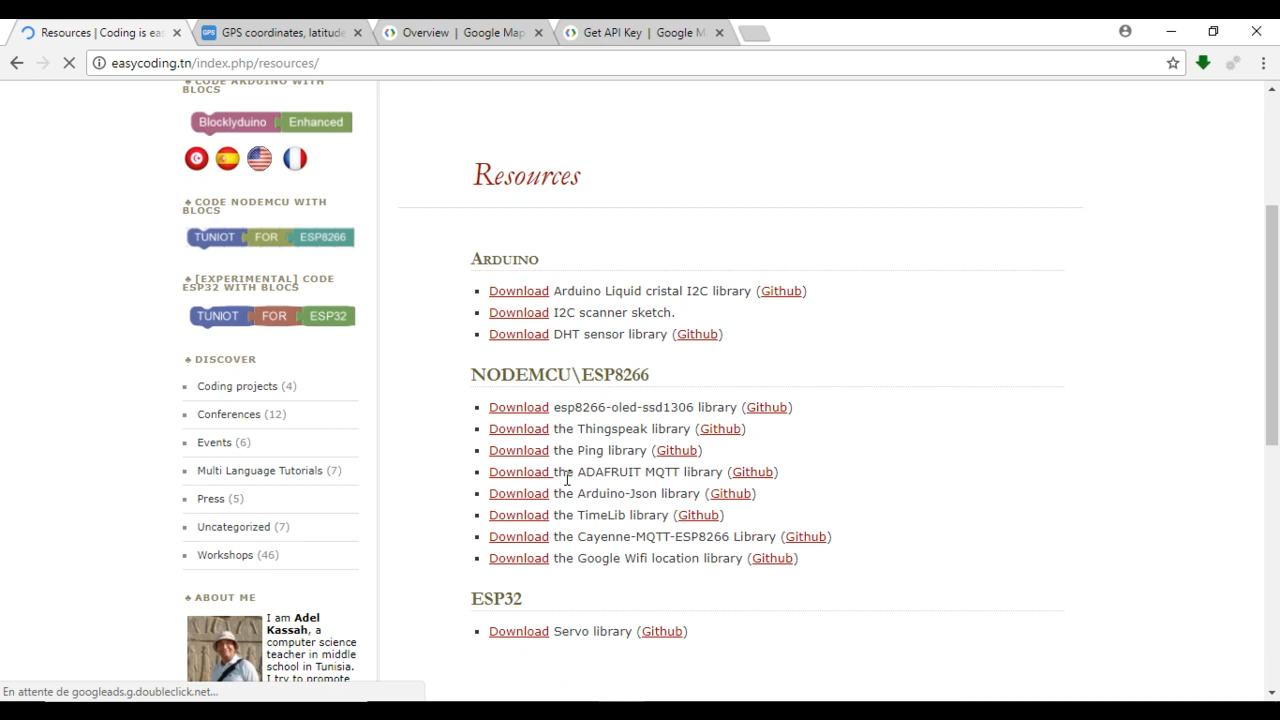 Resources | Coding is eas
GPS coordinates, latitude
Overview | Google Map
Get API Key | Google M
easycoding.tn/index.php/resources/
♣ CODE ARDUINO WITH
BLOCS
Blocklyduino Enhanced
♣ CODE NODEMCU WITH
BLOCS
TUNIOT FOR ESP8266
♣ [EXPERIMENTAL] CODE
ESP32 WITH BLOCS
TUNIOT FOR ESP32
♣ DISCOVER
Coding projects (4)
Conferences (12)
Events (6)
Multi Language Tutorials (7)
Press (5)
Uncategorized (7)
Workshops (46)
♣ ABOUT ME
I am Adel
Kassah, a
computer science
teacher in middle
school in Tunisia.
I try to promote
Resources
Arduino
Download Arduino Liquid cristal I2C library (Github)
Download I2C scanner sketch.
Download DHT sensor library (Github)
NODEMCU\ESP8266
Download esp8266-oled-ssd1306 library (Github)
Download the Thingspeak library (Github)
Download the Ping library (Github)
Download the ADAFRUIT MQTT library (Github)
Download the Arduino-Json library (Github)
Download the TimeLib library (Github)
Download the Cayenne-MQTT-ESP8266 Library (Github)
Download the Google Wifi location library (Github)
ESP32
Download Servo library (Github)
En attente de googleads.g.doubleclick.net...